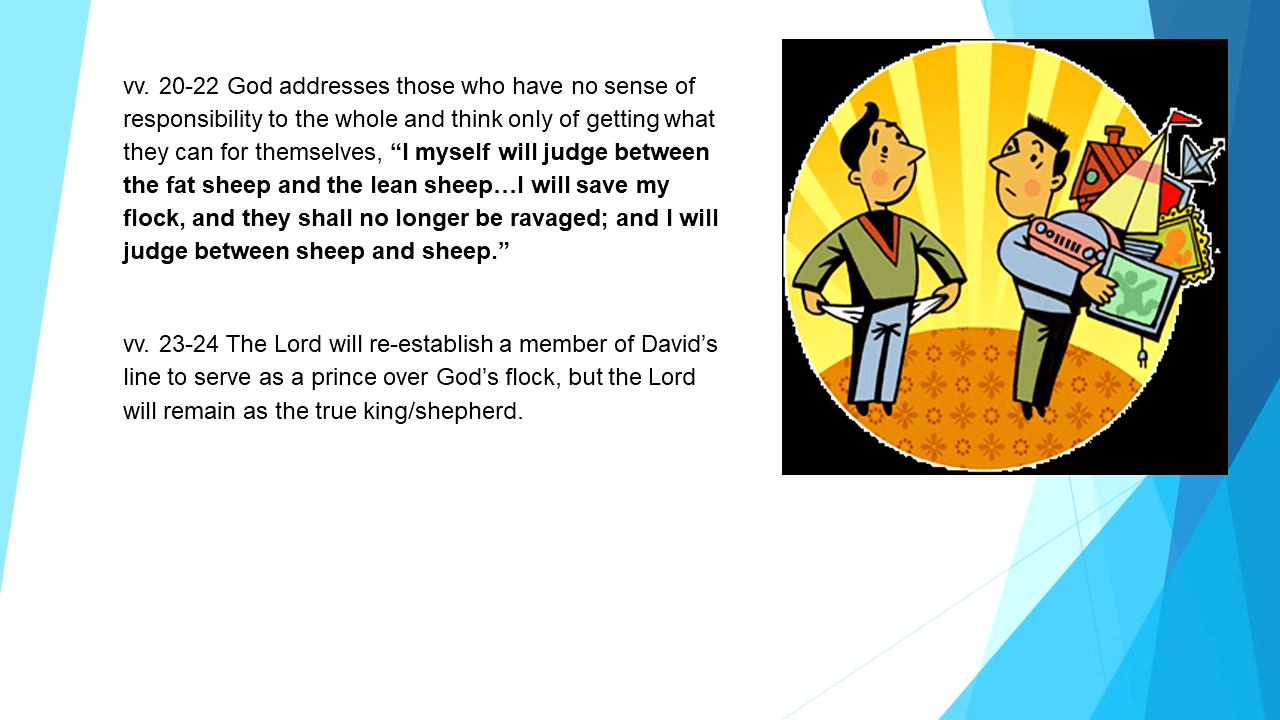 vv. 20-22 God addresses those who have no sense of
responsibility to the whole and think only of getting what
they can for themselves, “I myself will judge between
the fat sheep and the lean sheep…I will save my
flock, and they shall no longer be ravaged; and I will
judge between sheep and sheep.”
vv. 23-24 The Lord will re-establish a member of David’s
line to serve as a prince over God’s flock, but the Lord
will remain as the true king/shepherd.